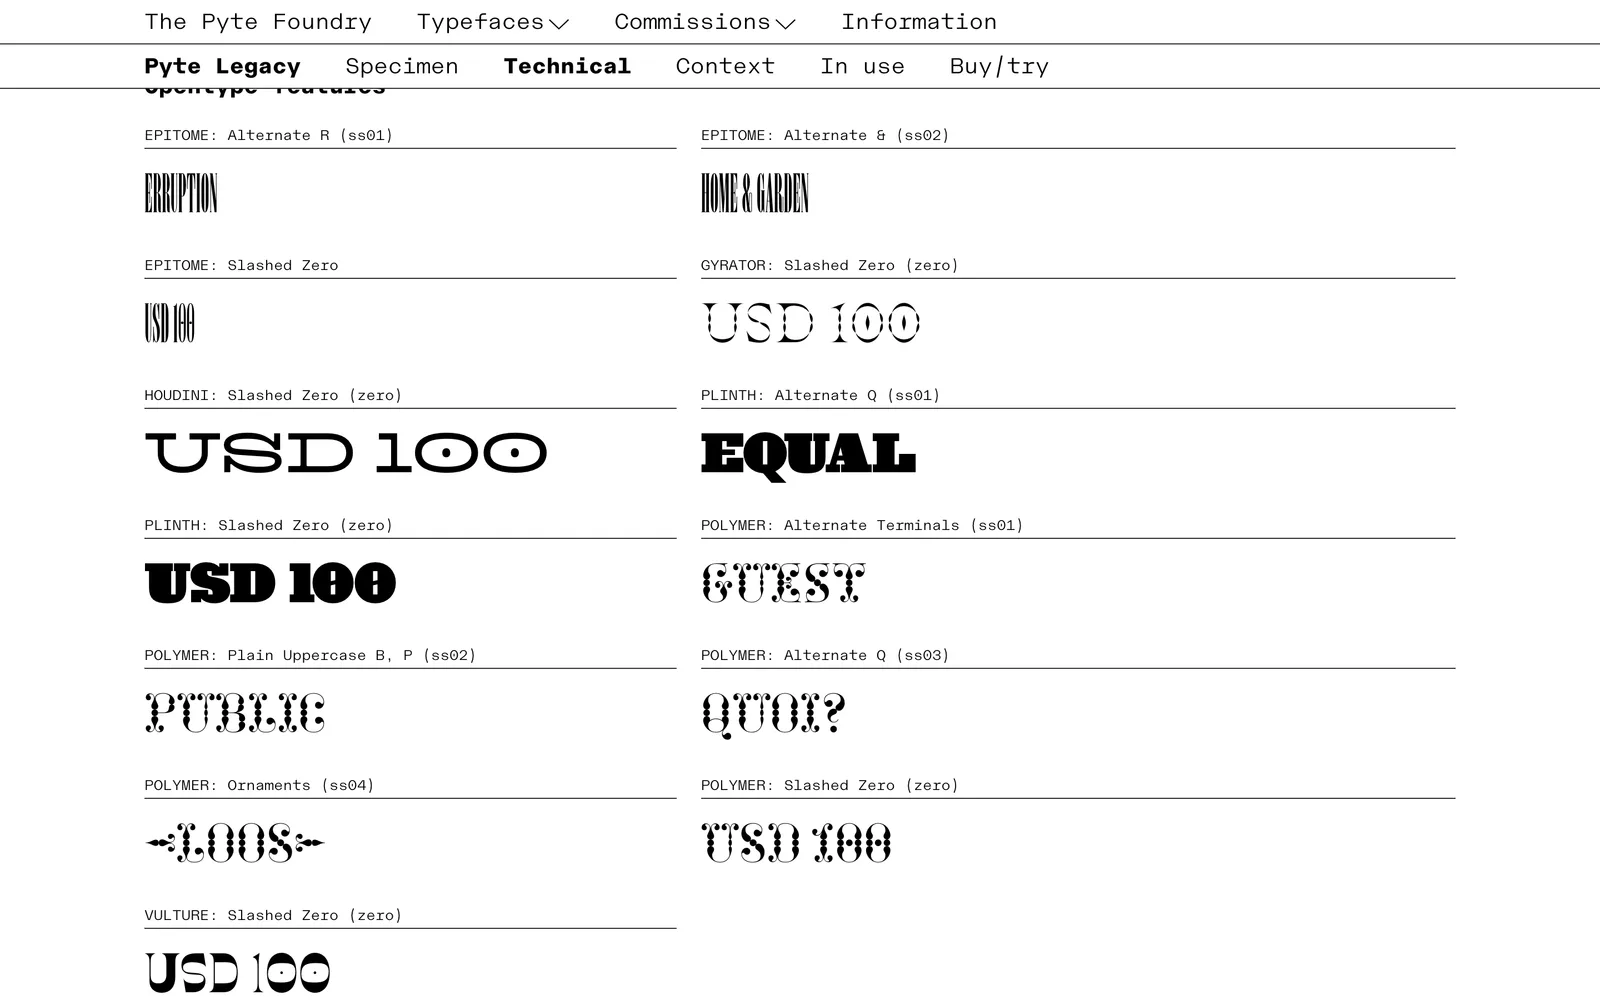 The Pyte Foundry Typefaces Commissions Information
Pyte Legacy Specimen Technical Context In use Buy/try
Opentype features
EPITOME: Alternate R (ss01)
EPITOME: Alternate & (ss02)
ERRUPTION
HOME & GARDEN
EPITOME: Slashed Zero
GYRATOR: Slashed Zero (zero)
USD 100
USD 100
HOUDINI: Slashed Zero (zero)
PLINTH: Alternate Q (ss01)
USD 100
EQUAL
PLINTH: Slashed Zero (zero)
POLYMER: Alternate Terminals (ss01)
USD 100
GUEST
POLYMER: Plain Uppercase B, P (ss02)
POLYMER: Alternate Q (ss03)
PUBLIC
QUOI?
POLYMER: Ornaments (ss04)
POLYMER: Slashed Zero (zero)
LOOS
USD 100
VULTURE: Slashed Zero (zero)
USD 100